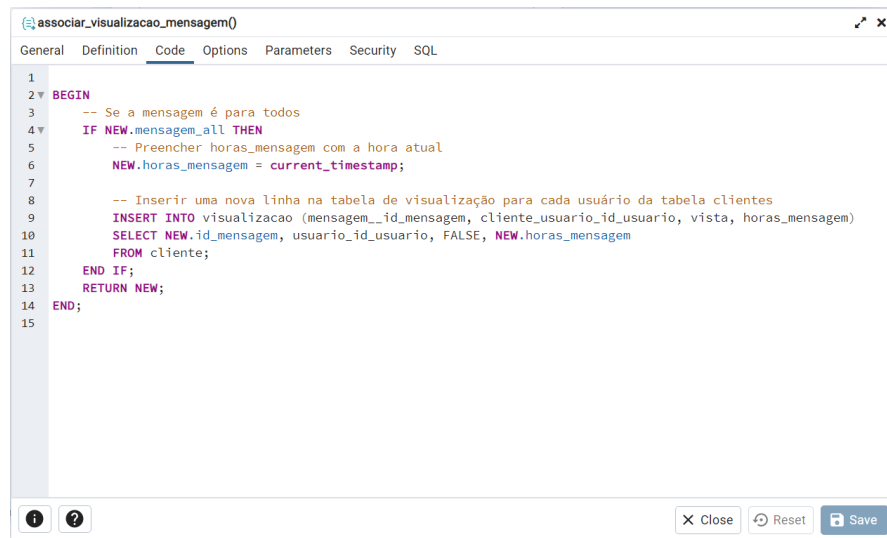 associar_visualizacao_mensagem()
General Definition Code Options Parameters Security SQL
1
2 BEGIN
3 -- Se a mensagem é para todos
4 IF NEW.mensagem_all THEN
5 -- Preencher horas_mensagem com a hora atual
6 NEW.horas_mensagem = current_timestamp;
7
8 -- Inserir uma nova linha na tabela de visualização para cada usuário da tabela clientes
9 INSERT INTO visualizacao (mensagem__id_mensagem, cliente_usuario_id_usuario, vista, horas_mensagem)
10 SELECT NEW.id_mensagem, usuario_id_usuario, FALSE, NEW.horas_mensagem
11 FROM cliente;
12 END IF;
13 RETURN NEW;
14 END;
15
Close Reset Save